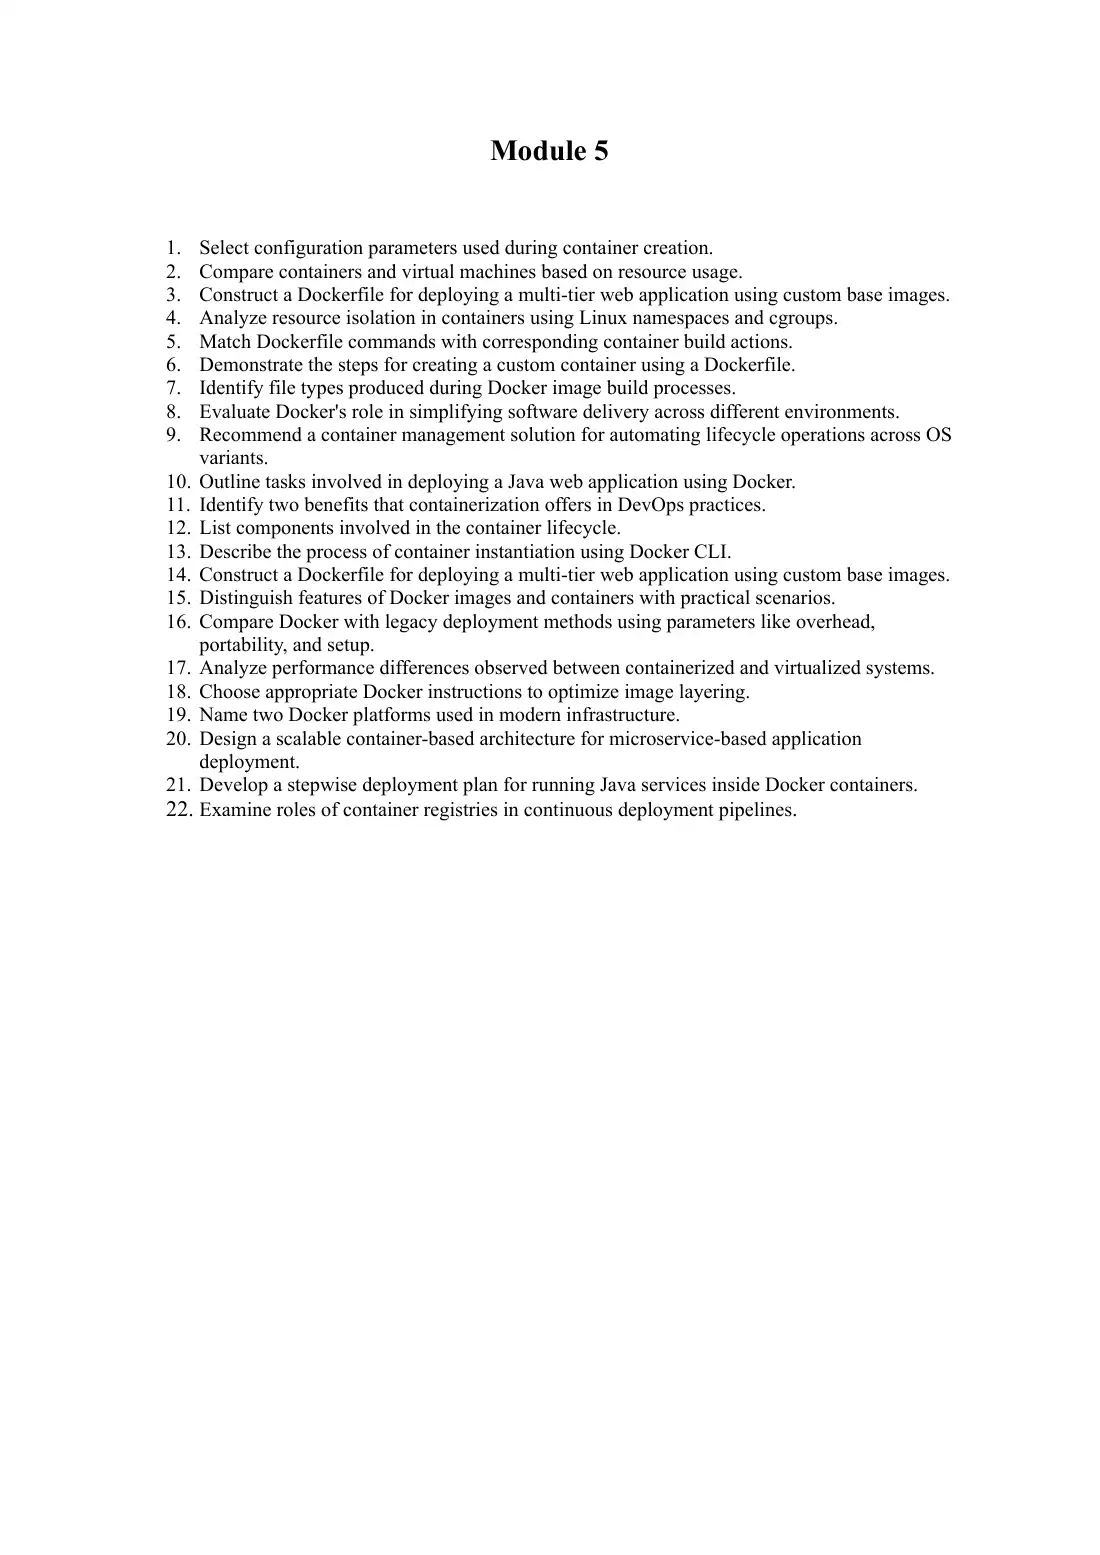 Module 5
1. Select configuration parameters used during container creation.
2. Compare containers and virtual machines based on resource usage.
3. Construct a Dockerfile for deploying a multi-tier web application using custom base images.
4. Analyze resource isolation in containers using Linux namespaces and cgroups.
5. Match Dockerfile commands with corresponding container build actions.
6. Demonstrate the steps for creating a custom container using a Dockerfile.
7. Identify file types produced during Docker image build processes.
8. Evaluate Docker's role in simplifying software delivery across different environments.
9. Recommend a container management solution for automating lifecycle operations across OS
variants.
10. Outline tasks involved in deploying a Java web application using Docker.
11. Identify two benefits that containerization offers in DevOps practices.
12. List components involved in the container lifecycle.
13. Describe the process of container instantiation using Docker CLI.
14. Construct a Dockerfile for deploying a multi-tier web application using custom base images.
15. Distinguish features of Docker images and containers with practical scenarios.
16. Compare Docker with legacy deployment methods using parameters like overhead,
portability, and setup.
17. Analyze performance differences observed between containerized and virtualized systems.
18. Choose appropriate Docker instructions to optimize image layering.
19. Name two Docker platforms used in modern infrastructure.
20. Design a scalable container-based architecture for microservice-based application
deployment.
21. Develop a stepwise deployment plan for running Java services inside Docker containers.
22. Examine roles of container registries in continuous deployment pipelines.